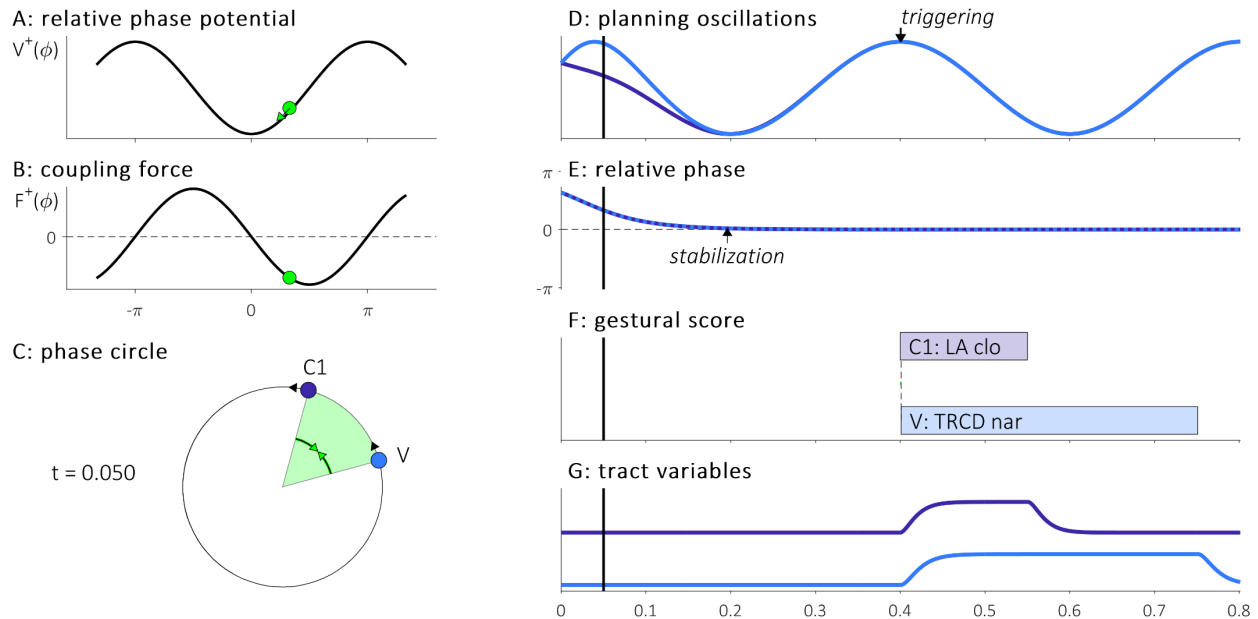 A: relative phase potential
V⁺(ϕ)
-π
π
B: coupling force
F⁺(ϕ)
0
-π 0 π
C: phase circle
C1
V
t = 0.050
D: planning oscillations
triggering
E: relative phase
π
0
-π
stabilization
F: gestural score
C1: LA clo
V: TRCD nar
G: tract variables
0 0.1 0.2 0.3 0.4 0.5 0.6 0.7 0.8